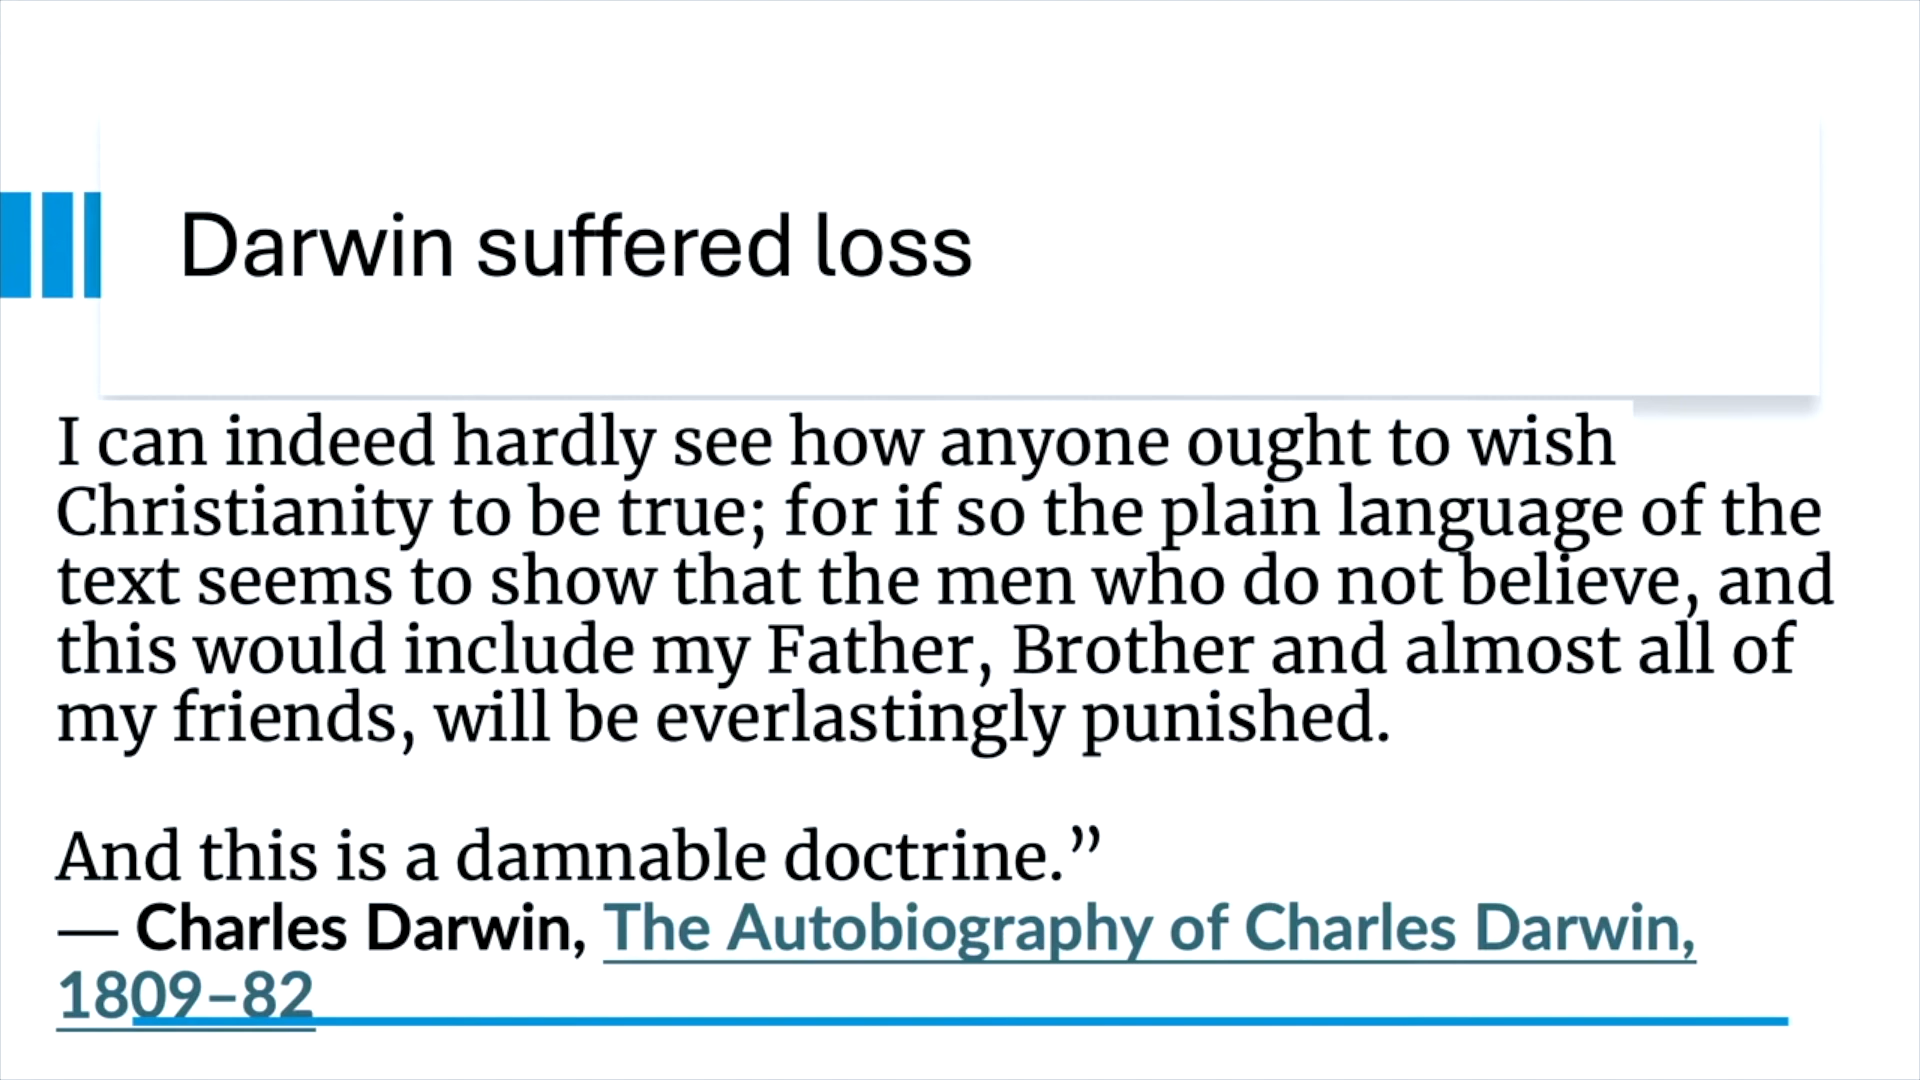 Darwin suffered loss
I can indeed hardly see how anyone ought to wish
Christianity to be true; for if so the plain language of the
text seems to show that the men who do not believe, and
this would include my Father, Brother and almost all of
my friends, will be everlastingly punished.
And this is a damnable doctrine.”
— Charles Darwin, The Autobiography of Charles Darwin,
1809–82